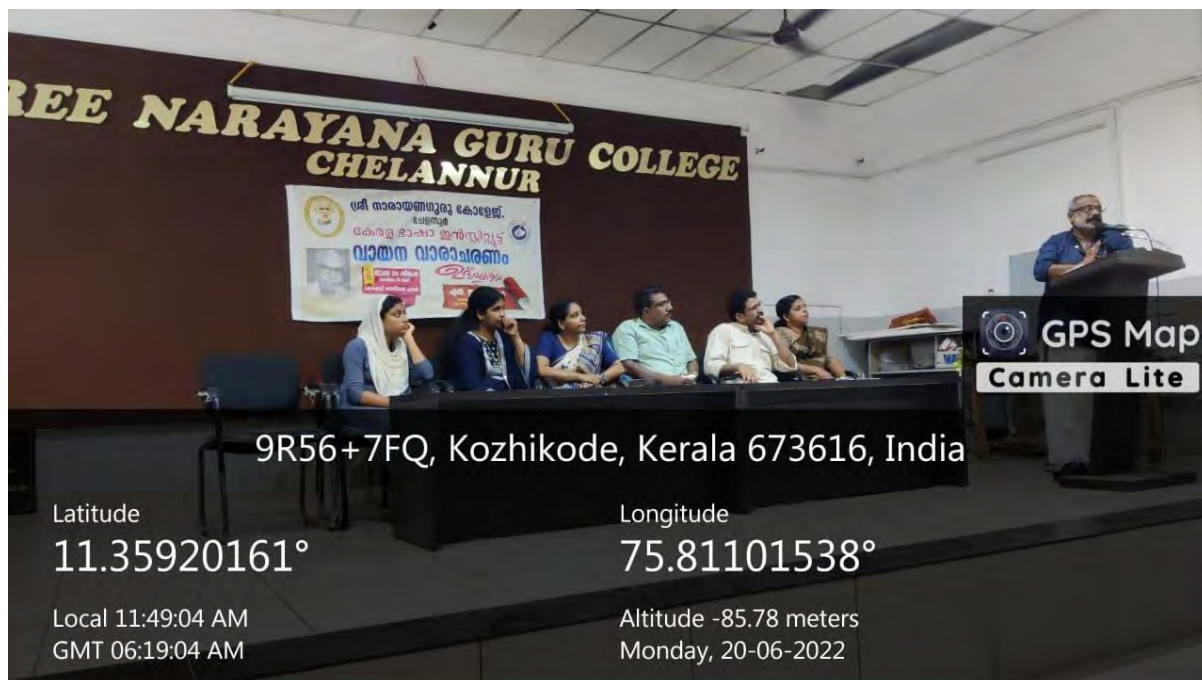 REE NARAYANA GURU COLLEGE
CHELANNUR
ശ്രീ നാരായണഗുരു കോളേജ്,
ചേളന്നൂർ
കേരള ഭാഷാ ഇൻസ്റ്റിറ്റ്യൂട്ട്
വായന വാരാചരണം
ജൂൺ 20
GPS Map
Camera Lite
9R56+7FQ, Kozhikode, Kerala 673616, India
Latitude
11.35920161°
Longitude
75.81101538°
Local 11:49:04 AM
GMT 06:19:04 AM
Altitude -85.78 meters
Monday, 20-06-2022